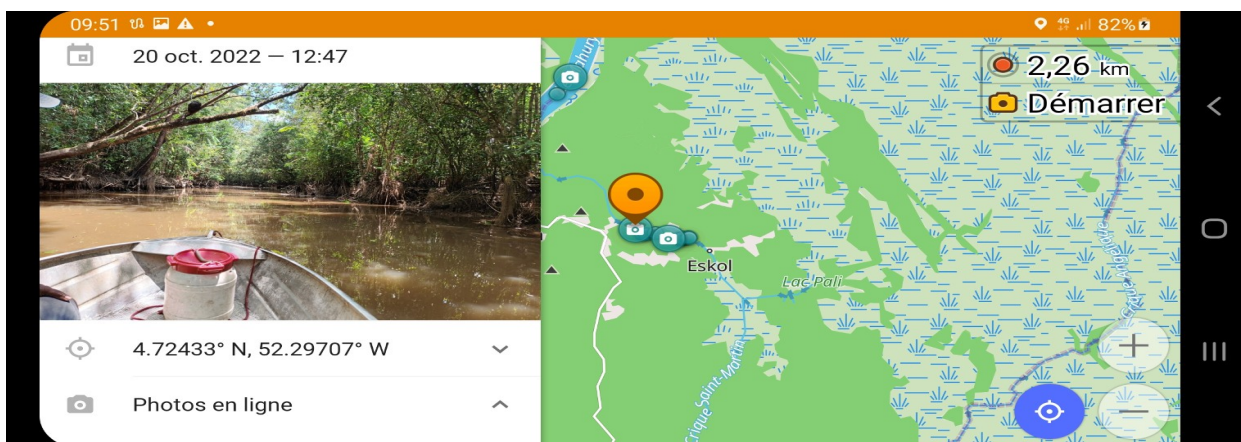 09:51
4G 82%
20 oct. 2022 — 12:47
4.72433° N, 52.29707° W
Photos en ligne
2,26 km
Démarrer
Eskol
Lac Pali
Crique Saint-Martin